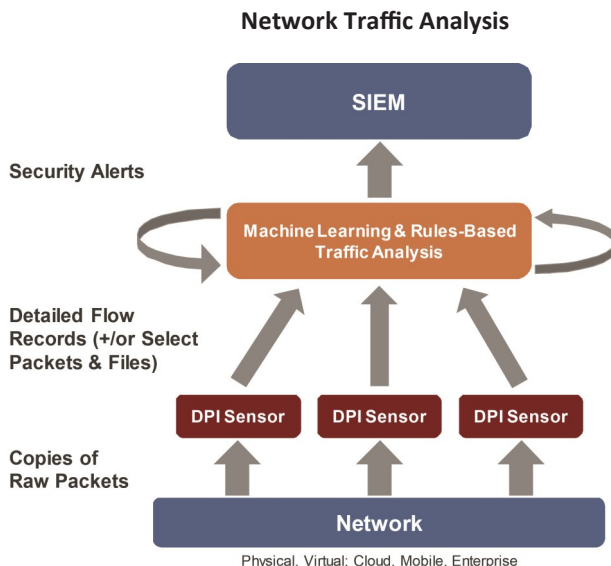 Network Traffic Analysis
SIEM
Security Alerts
Machine Learning & Rules-Based
Traffic Analysis
Detailed Flow
Records (+/or Select
Packets & Files)
DPI Sensor
DPI Sensor
DPI Sensor
Copies of
Raw Packets
Network
Physical, Virtual; Cloud, Mobile, Enterprise